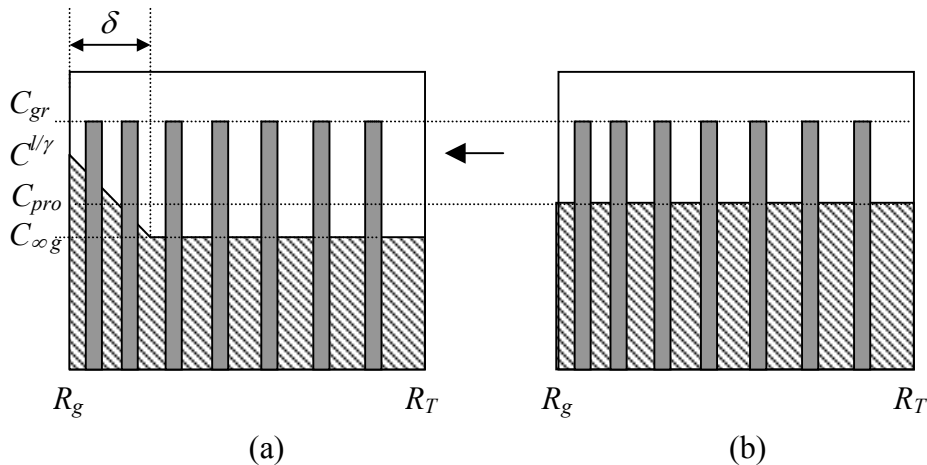 δ
C_gr
C^l/γ
C_pro
C_∞ g
R_g R_T R_g R_T
(a) (b)